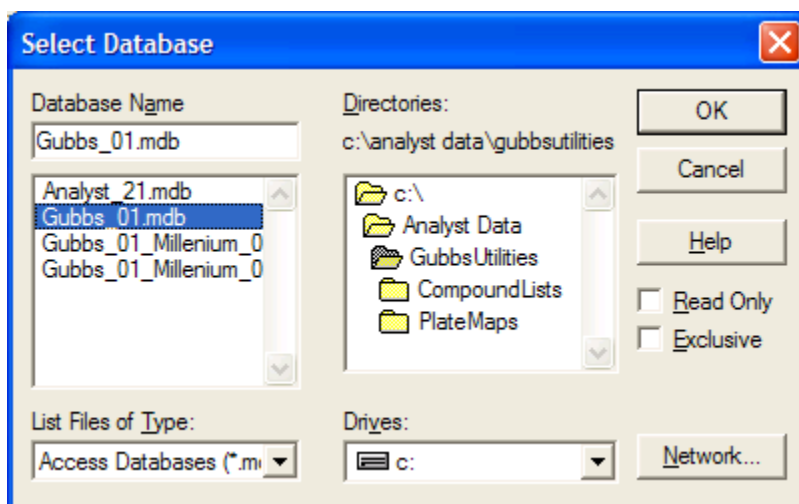 Select Database
Database Name
Gubbs_01.mdb
Analyst_21.mdb
Gubbs_01.mdb
Gubbs_01_Millenium_0
Gubbs_01_Millenium_0
List Files of Type:
Access Databases (*.m
Directories:
c:\analyst data\gubbsutilities
c:\
Analyst Data
GubbsUtilities
CompoundLists
PlateMaps
Drives:
c:
OK
Cancel
Help
Read Only
Exclusive
Network...